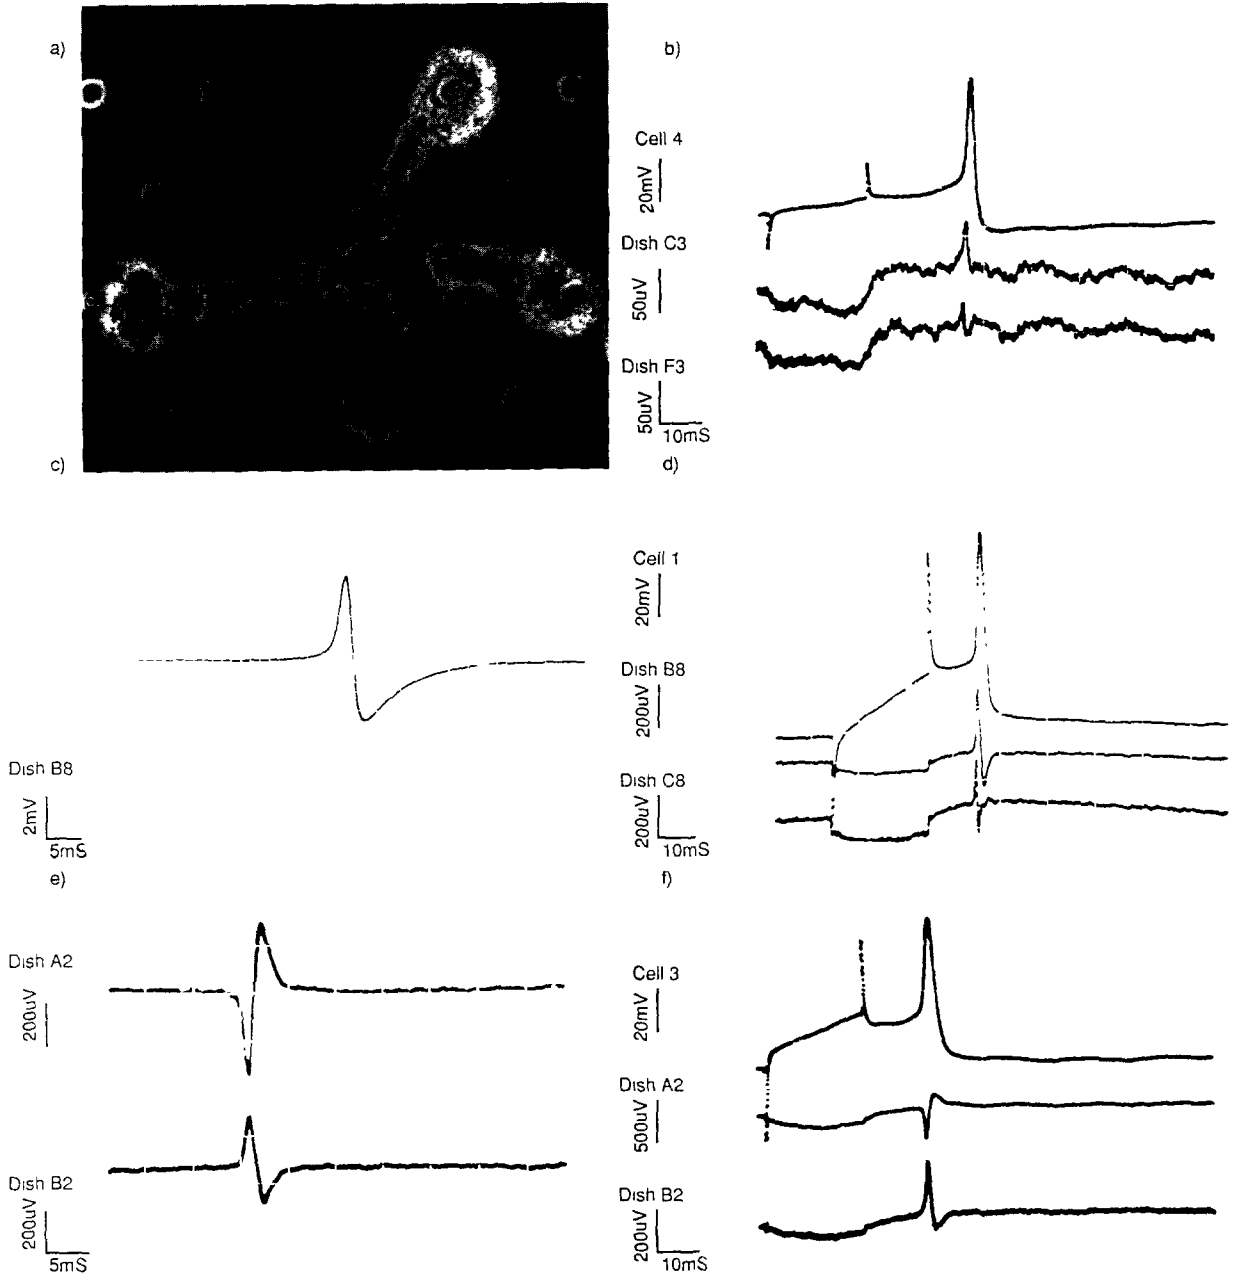 a)
b)
Cell 4
20mV
Dish C3
50uV
Dish F3
50uV
10mS
c)
d)
Cell 1
20mV
Dish B8
200uV
Dish C8
200uV
10mS
Dish B8
2mV
5mS
e)
f)
Dish A2
200uV
Dish B2
200uV
5mS
Cell 3
20mV
Dish A2
500uV
Dish B2
200uV
10mS